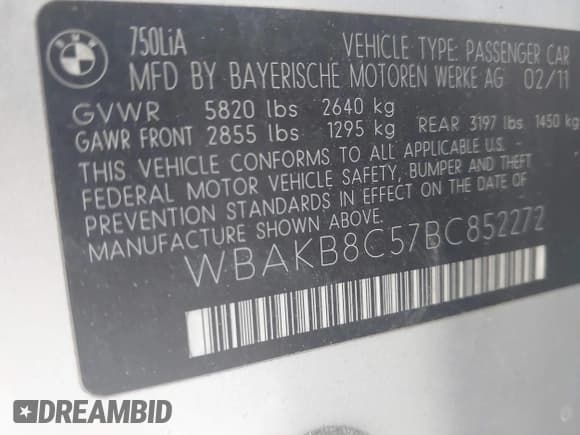 BMW
750LiA
VEHICLE TYPE: PASSENGER CAR
MFD BY BAYERISCHE MOTOREN WERKE AG 02/11
GVWR 5820 lbs 2640 kg
GAWR FRONT 2855 lbs 1295 kg REAR 3197 lbs 1450 kg
THIS VEHICLE CONFORMS TO ALL APPLICABLE U.S.
FEDERAL MOTOR VEHICLE SAFETY, BUMPER AND THEFT
PREVENTION STANDARDS IN EFFECT ON THE DATE OF
MANUFACTURE SHOWN ABOVE.
WBAKB8C57BC852272
DREAMBID